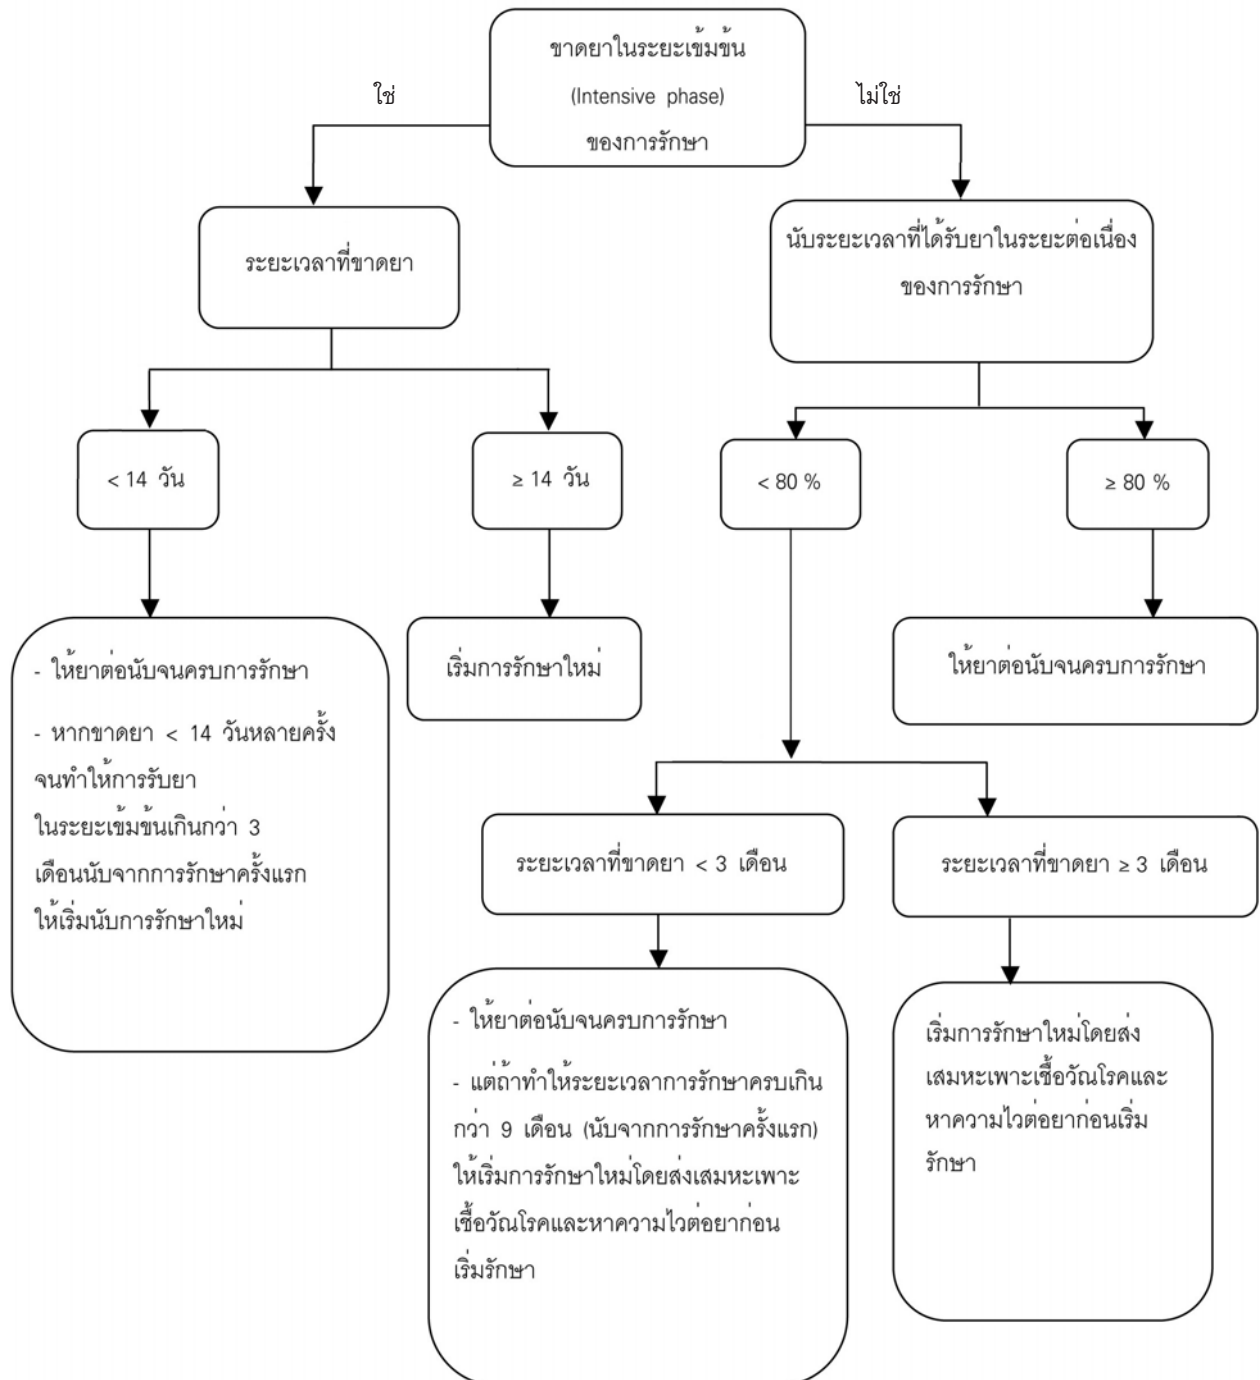 ขาดยาในระยะเข้มข้น
(Intensive phase)
ของการรักษา
ใช่
ไม่ใช่
ระยะเวลาที่ขาดยา
นับระยะเวลาที่ได้รับยาในระยะต่อเนื่อง
ของการรักษา
< 14 วัน
≥ 14 วัน
< 80 %
≥ 80 %
- ให้ยาต่อนับจนครบการรักษา
- หากขาดยา < 14 วันหลายครั้ง
จนทำให้การรับยา
ในระยะเข้มข้นเกินกว่า 3
เดือนนับจากการรักษาครั้งแรก
ให้เริ่มนับการรักษาใหม่
เริ่มการรักษาใหม่
ให้ยาต่อนับจนครบการรักษา
ระยะเวลาที่ขาดยา < 3 เดือน
ระยะเวลาที่ขาดยา ≥ 3 เดือน
- ให้ยาต่อนับจนครบการรักษา
- แต่ถ้าทำให้ระยะเวลาการรักษาครบเกิน
กว่า 9 เดือน (นับจากการรักษาครั้งแรก)
ให้เริ่มการรักษาใหม่โดยส่งเสมหะเพาะ
เชื้อวัณโรคและหาความไวต่อยาก่อน
เริ่มรักษา
เริ่มการรักษาใหม่โดยส่ง
เสมหะเพาะเชื้อวัณโรคและ
หาความไวต่อยาก่อนเริ่ม
รักษา